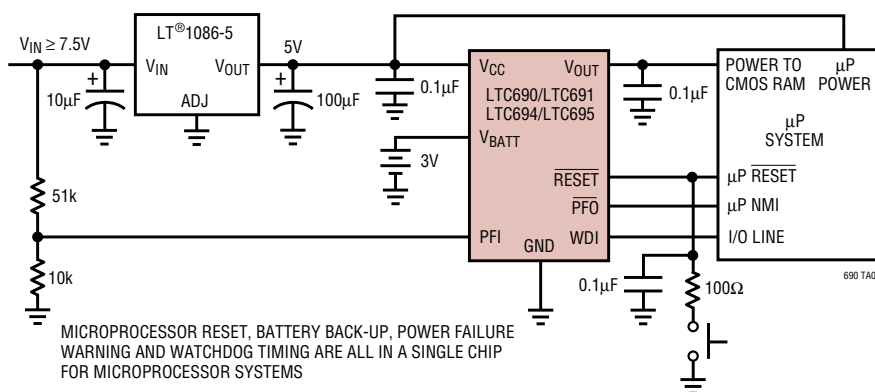 V_IN ≥ 7.5V
LT®1086-5
V_IN
V_OUT
ADJ
5V
10μF
+
100μF
+
0.1μF
V_CC
V_OUT
LTC690/LTC691
LTC694/LTC695
V_BATT
3V
RESET
PFO
PFI
WDI
GND
0.1μF
POWER TO
CMOS RAM
μP
POWER
μP
SYSTEM
μP RESET
μP NMI
I/O LINE
51k
10k
0.1μF
100Ω
MICROPROCESSOR RESET, BATTERY BACK-UP, POWER FAILURE
WARNING AND WATCHDOG TIMING ARE ALL IN A SINGLE CHIP
FOR MICROPROCESSOR SYSTEMS